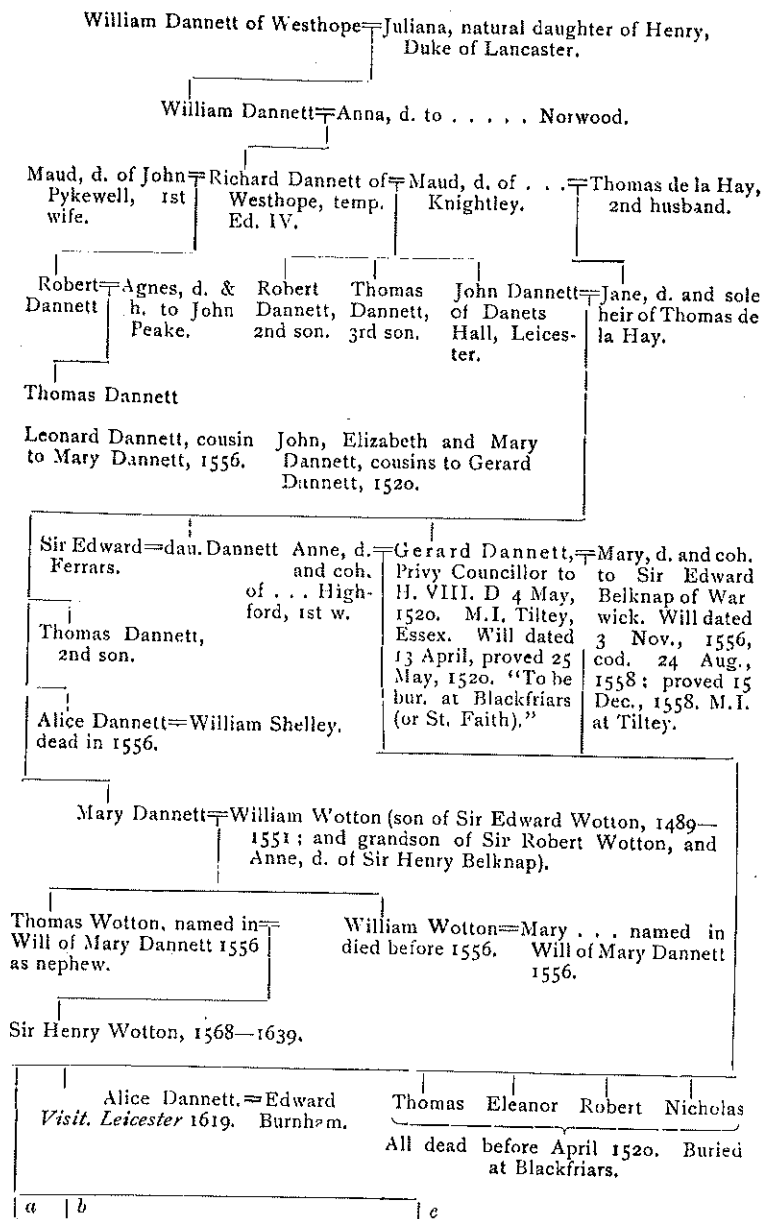 William Dannett of Westhope=Juliana, natural daughter of Henry,
Duke of Lancaster.
William Dannett=Anna, d. to . . . . . Norwood.
Maud, d. of John
Pykewell, 1st
wife.
=Richard Dannett of
Westhope, temp.
Ed. IV.
=Maud, d. of . . .
Knightley.
=Thomas de la Hay,
2nd husband.
Robert
Dannett
=Agnes, d. &
h. to John
Peake.
Robert
Dannett,
2nd son.
Thomas
Dannett,
3rd son.
John Dannett
of Danets
Hall, Leices-
ter.
=Jane, d. and sole
heir of Thomas de
la Hay.
Thomas Dannett
Leonard Dannett, cousin
to Mary Dannett, 1556.
John, Elizabeth and Mary
Dannett, cousins to Gerard
Dannett, 1520.
Sir Edward=dau. Dannett
Ferrars.
Anne, d.
and coh.
of . . . High-
ford, 1st w.
=Gerard Dannett,
Privy Councillor to
H. VIII. D 4 May,
1520. M.I. Tiltey,
Essex. Will dated
13 April, proved 25
May, 1520. “To be
bur. at Blackfriars
(or St. Faith).”
=Mary, d. and coh.
to Sir Edward
Belknap of War
wick. Will dated
3 Nov., 1556,
cod. 24 Aug.,
1558; proved 15
Dec., 1558. M.I.
at Tiltey.
Thomas Dannett,
2nd son.
Alice Dannett=William Shelley.
dead in 1556.
Mary Dannett=William Wotton (son of Sir Edward Wotton, 1489—
1551; and grandson of Sir Robert Wotton, and
Anne, d. of Sir Henry Belknap).
Thomas Wotton, named in=
Will of Mary Dannett 1556
as nephew.
William Wotton=Mary . . . named in
died before 1556. Will of Mary Dannett
1556.
Sir Henry Wotton, 1568—1639.
Alice Dannett.=Edward
Visit. Leicester 1619. Burnham.
Thomas Eleanor Robert Nicholas
All dead before April 1520. Buried
at Blackfriars.
a b c